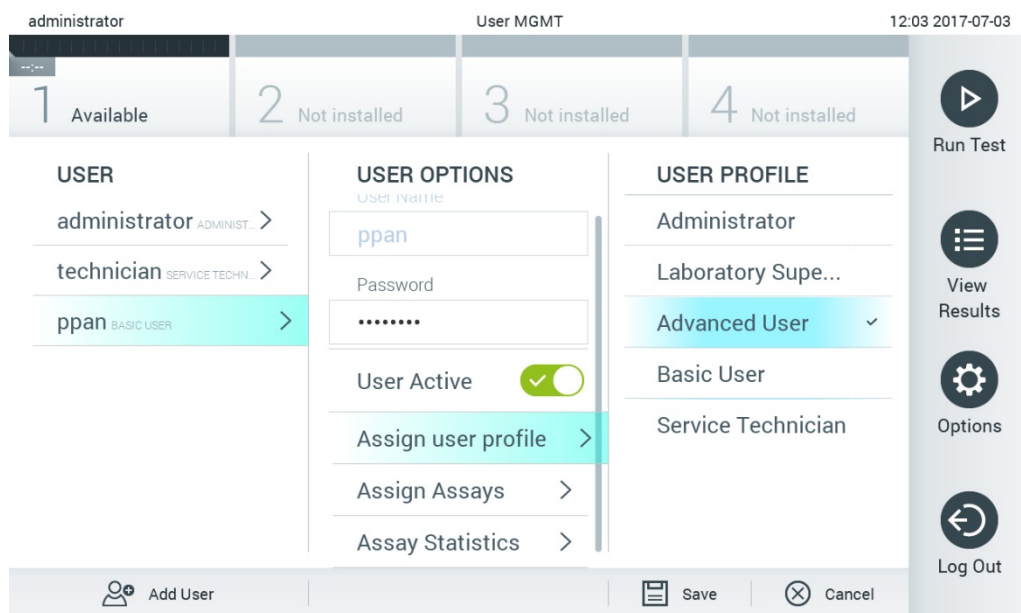 administrator User MGMT 12:03 2017-07-03
--:--
1 Available 2 Not installed 3 Not installed 4 Not installed
USER
administrator ADMINIST... >
technician SERVICE TECHN... >
ppan BASIC USER >
USER OPTIONS
User Name
ppan
Password
••••••••
User Active
Assign user profile >
Assign Assays >
Assay Statistics >
USER PROFILE
Administrator
Laboratory Supe...
Advanced User
Basic User
Service Technician
Run Test
View
Results
Options
Log Out
Add User Save Cancel